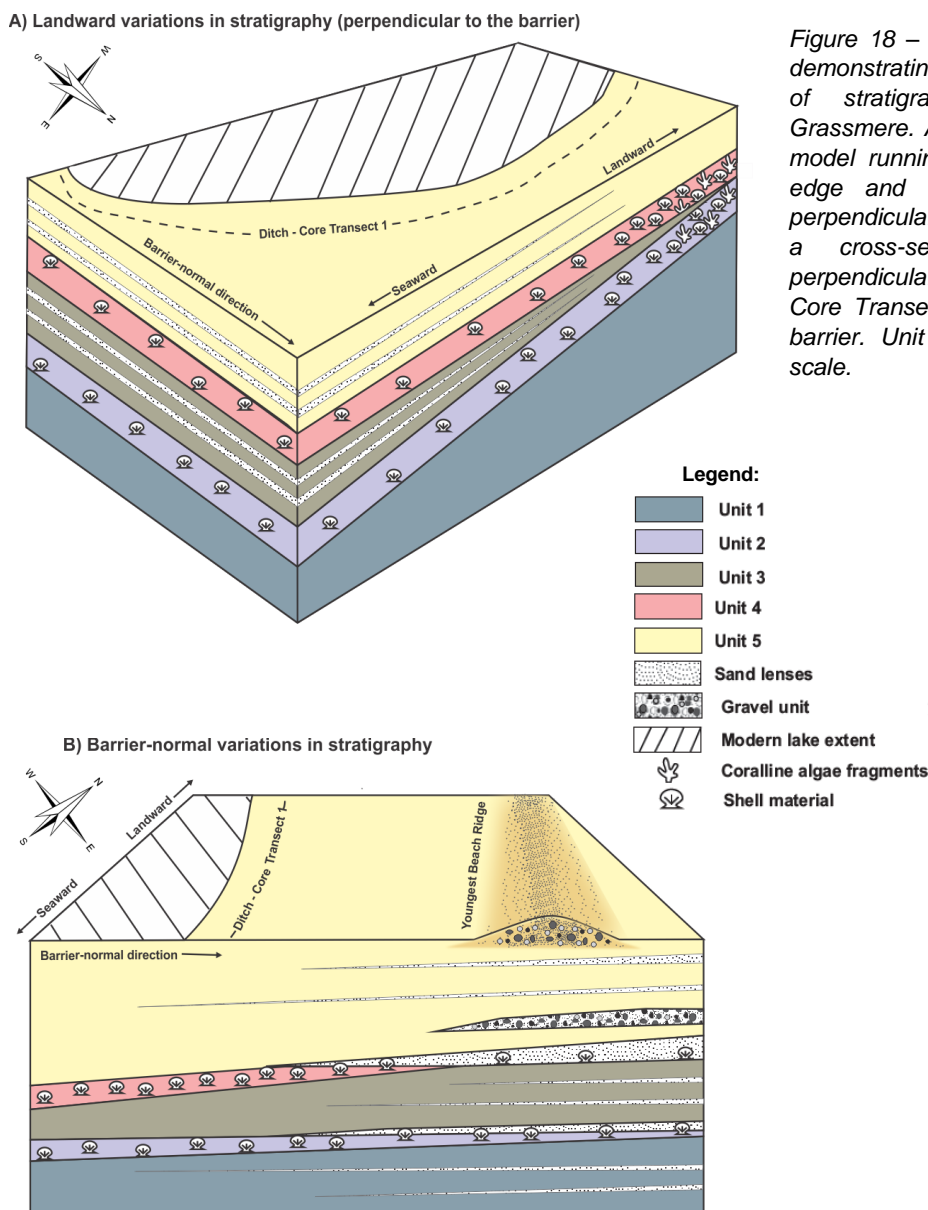 A) Landward variations in stratigraphy (perpendicular to the barrier)
Figure 18 –
demonstratin
of stratigra
Grassmere. A
model runnin
edge and
perpendicula
a cross-se
perpendicula
Core Transe
barrier. Unit
scale.
S
W
E
N
Landward
Ditch - Core Transect 1
Barrier-normal direction
Seaward
Legend:
Unit 1
Unit 2
Unit 3
Unit 4
Unit 5
Sand lenses
Gravel unit
Modern lake extent
Coralline algae fragments
Shell material
B) Barrier-normal variations in stratigraphy
W
N
S
E
Landward
Seaward
Ditch - Core Transect 1
Youngest Beach Ridge
Barrier-normal direction